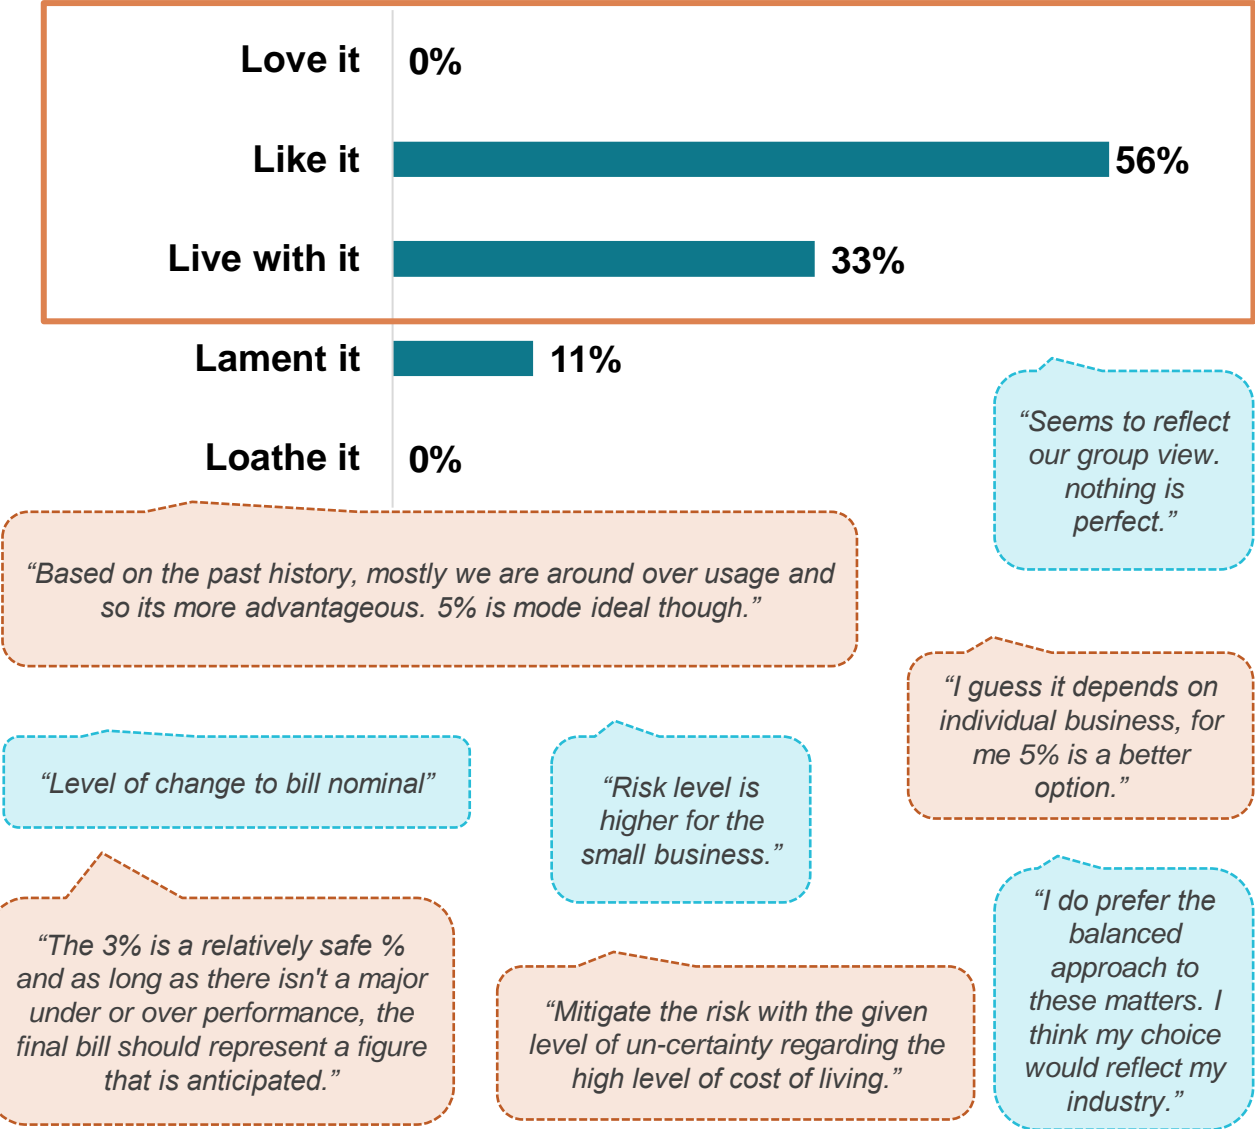 Love it 0%
Like it 56%
Live with it 33%
Lament it 11%
Loathe it 0%
“Seems to reflect
our group view.
nothing is
perfect.”
“Based on the past history, mostly we are around over usage and
so its more advantageous. 5% is mode ideal though.”
“I guess it depends on
individual business, for
me 5% is a better
option.”
“Level of change to bill nominal”
“Risk level is
higher for the
small business.”
“The 3% is a relatively safe %
and as long as there isn't a major
under or over performance, the
final bill should represent a figure
that is anticipated.”
“Mitigate the risk with the given
level of un-certainty regarding the
high level of cost of living.”
“I do prefer the
balanced
approach to
these matters. I
think my choice
would reflect my
industry.”